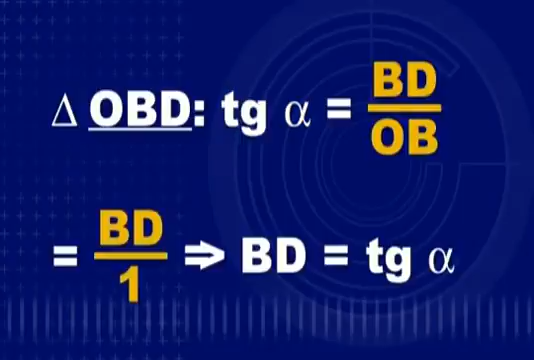 Δ OBD: tg α = BD/OB
= BD/1 ⇒ BD = tg α